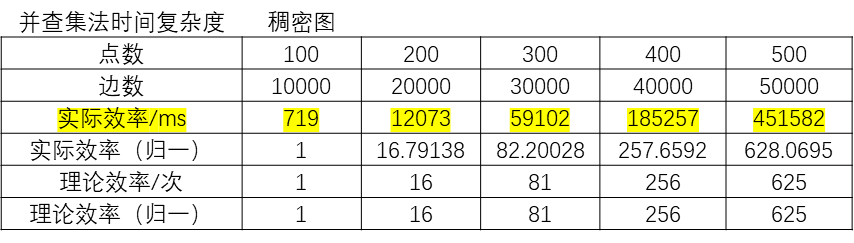 并查集法时间复杂度 稠密图
点数 100 200 300 400 500
边数 10000 20000 30000 40000 50000
实际效率/ms 719 12073 59102 185257 451582
实际效率（归一） 1 16.79138 82.20028 257.6592 628.0695
理论效率/次 1 16 81 256 625
理论效率（归一） 1 16 81 256 625